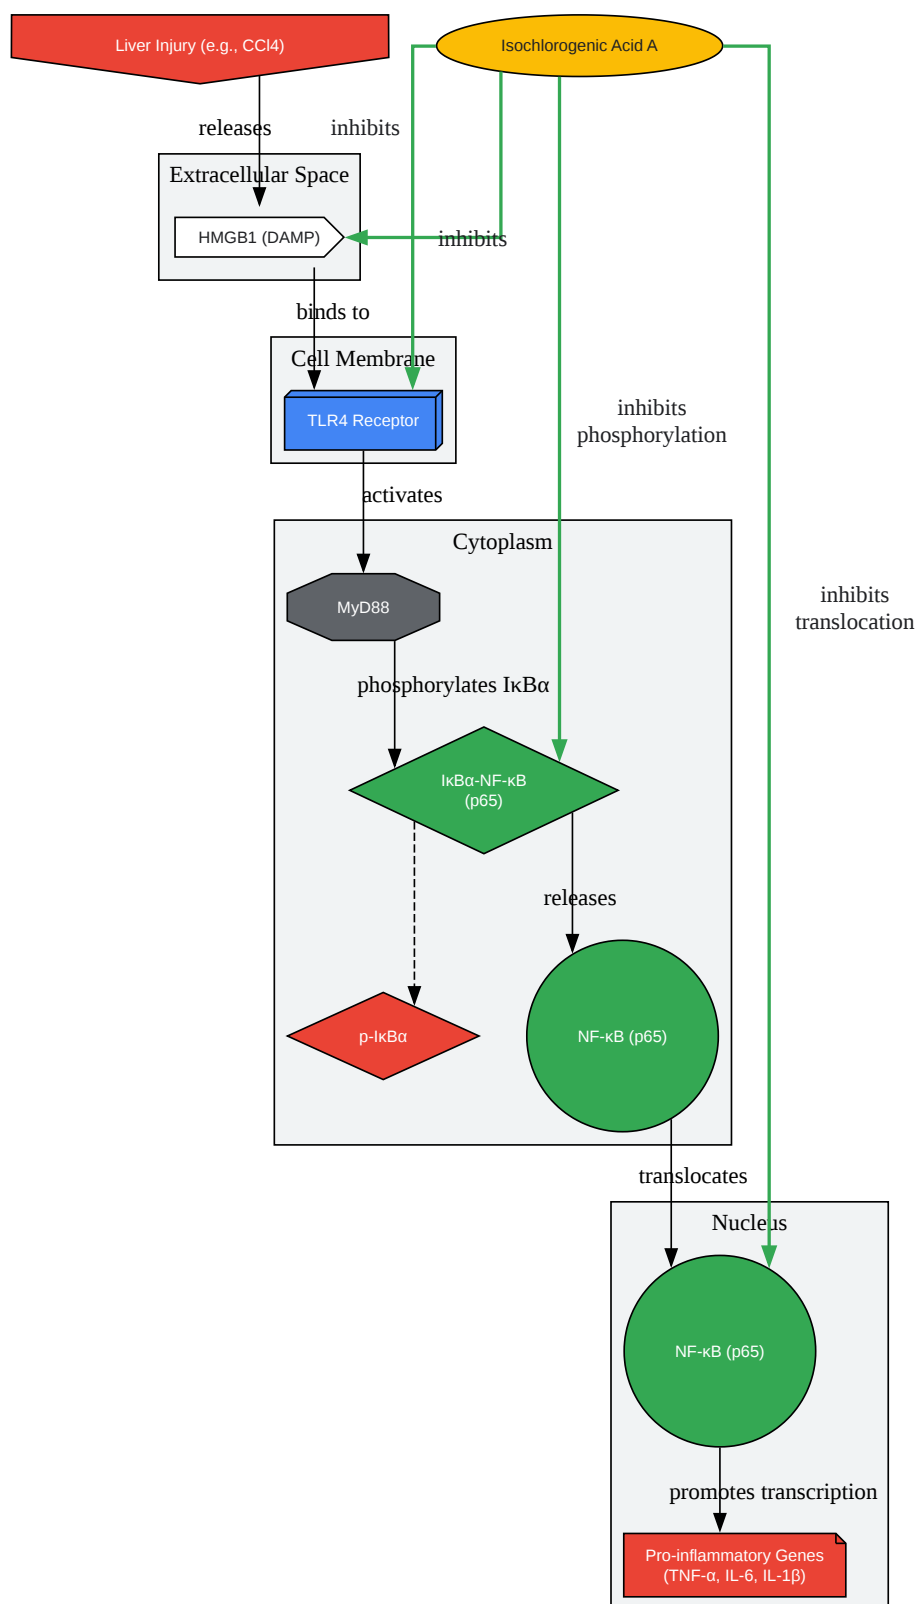 Liver Injury (e.g., CCl4)
Isochlorogenic Acid A
releases
inhibits
Extracellular Space
HMGB1 (DAMP)
inhibits
binds to
Cell Membrane
TLR4 Receptor
inhibits
phosphorylation
activates
Cytoplasm
inhibits
translocation
MyD88
phosphorylates IκBα
IκBα-NF-κB
(p65)
releases
p-IκBα
NF-κB (p65)
translocates
Nucleus
NF-κB (p65)
promotes transcription
Pro-inflammatory Genes
(TNF-α, IL-6, IL-1β)